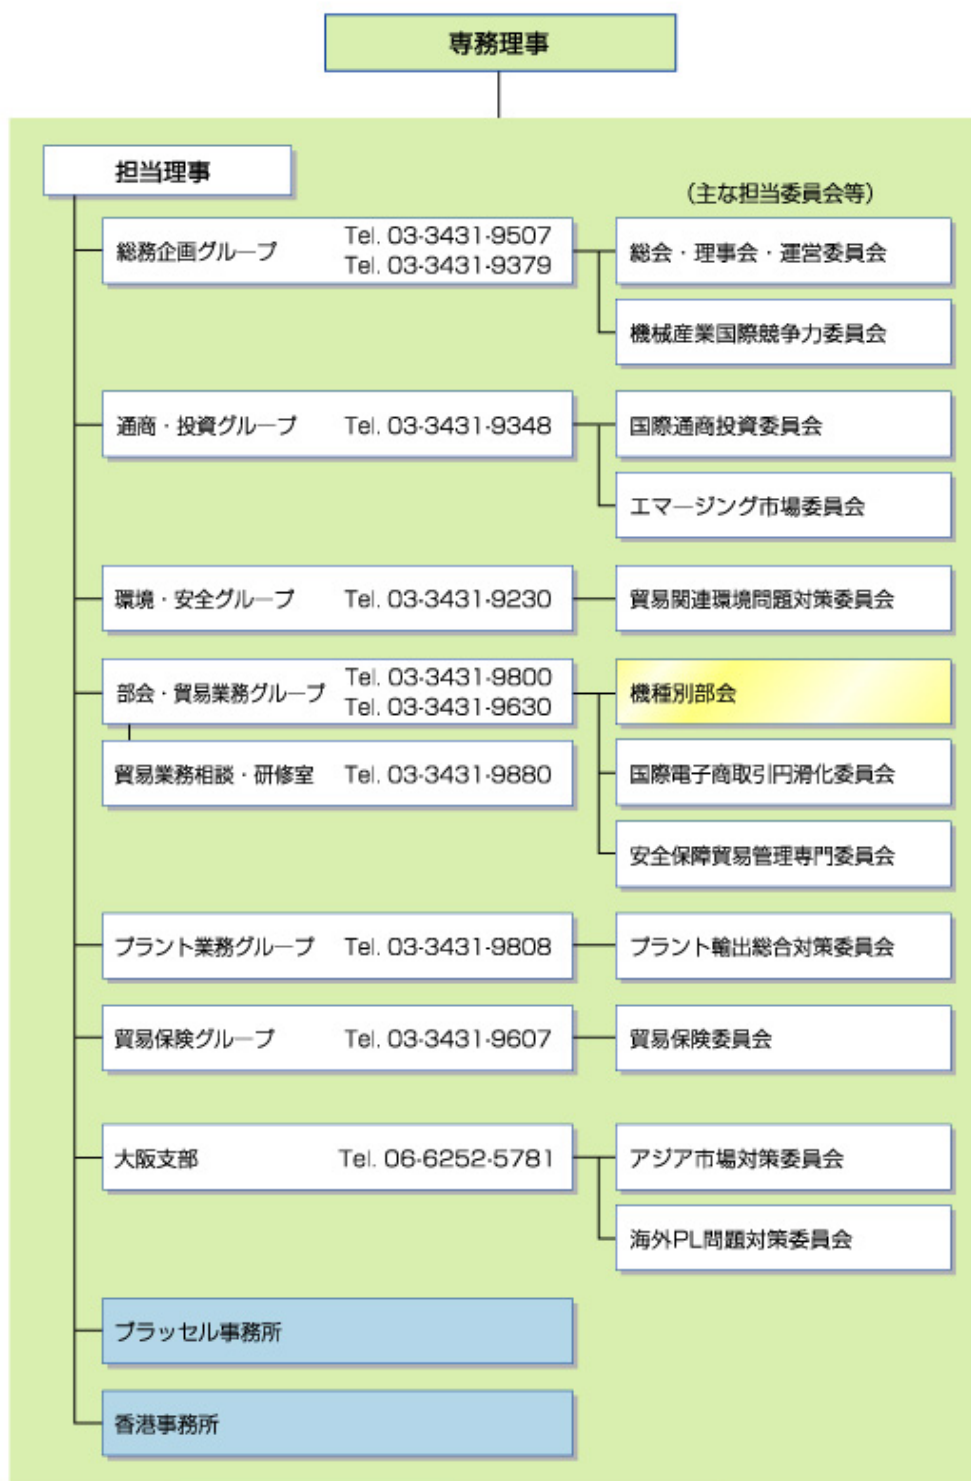 専務理事
担当理事
(主な担当委員会等)
総務企画グループ Tel. 03-3431-9507
Tel. 03-3431-9379
総会・理事会・運営委員会
機械産業国際競争力委員会
通商・投資グループ Tel. 03-3431-9348
国際通商投資委員会
エマージング市場委員会
環境・安全グループ Tel. 03-3431-9230
貿易関連環境問題対策委員会
部会・貿易業務グループ Tel. 03-3431-9800
Tel. 03-3431-9630
機種別部会
貿易業務相談・研修室 Tel. 03-3431-9880
国際電子商取引円滑化委員会
安全保障貿易管理専門委員会
プラント業務グループ Tel. 03-3431-9808
プラント輸出総合対策委員会
貿易保険グループ Tel. 03-3431-9607
貿易保険委員会
大阪支部 Tel. 06-6252-5781
アジア市場対策委員会
海外PL問題対策委員会
ブラッセル事務所
香港事務所